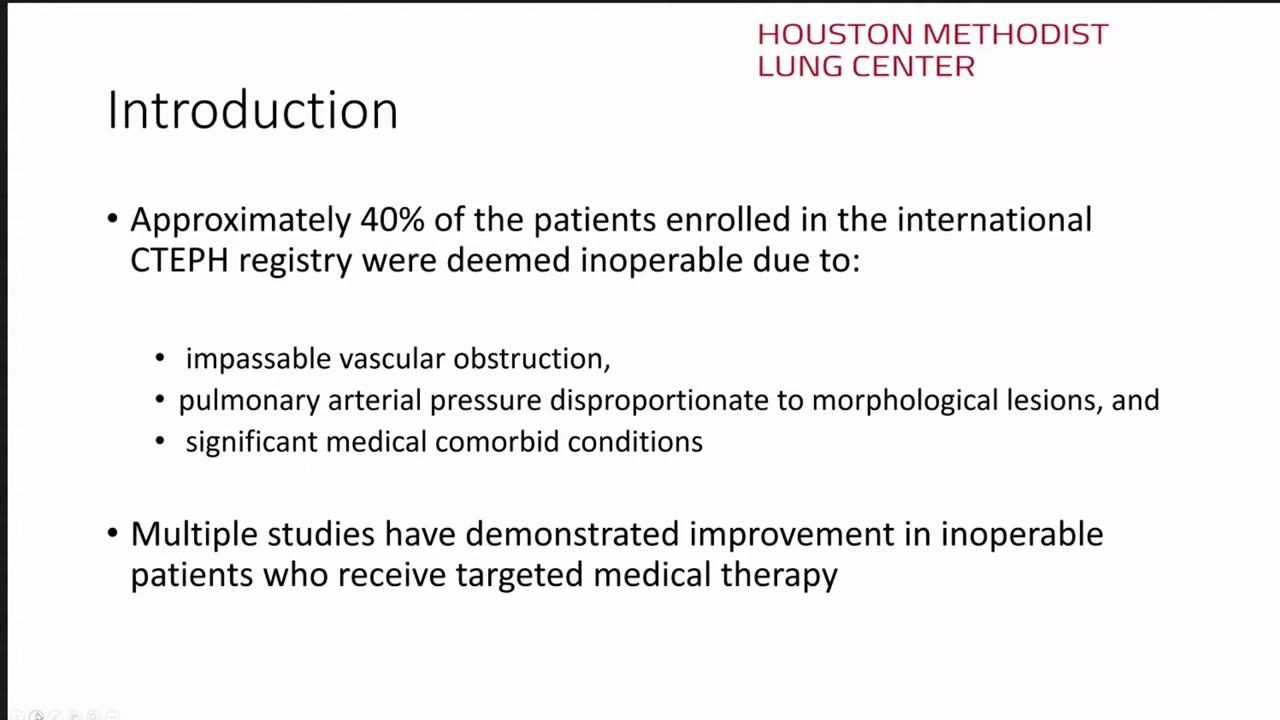 HOUSTON METHODIST
LUNG CENTER
Introduction
• Approximately 40% of the patients enrolled in the international
CTEPH registry were deemed inoperable due to:
• impassable vascular obstruction,
• pulmonary arterial pressure disproportionate to morphological lesions, and
• significant medical comorbid conditions
• Multiple studies have demonstrated improvement in inoperable
patients who receive targeted medical therapy